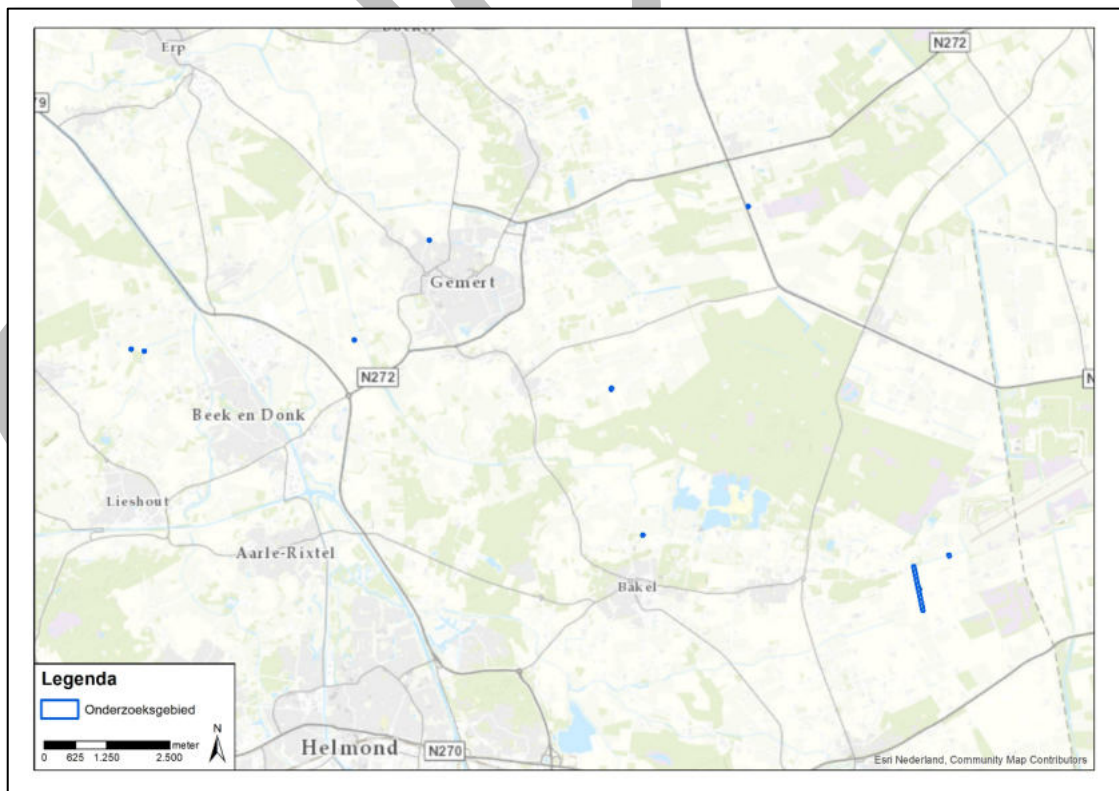 Erp
N272
79
Gemert
N272
Beek en Donk
Lieshout
Aarle-Rixtel
Bakel
Legenda
Onderzoeksgebied
N
meter
0 625 1.250 2.500
Helmond
N270
Esri Nederland, Community Map Contributors